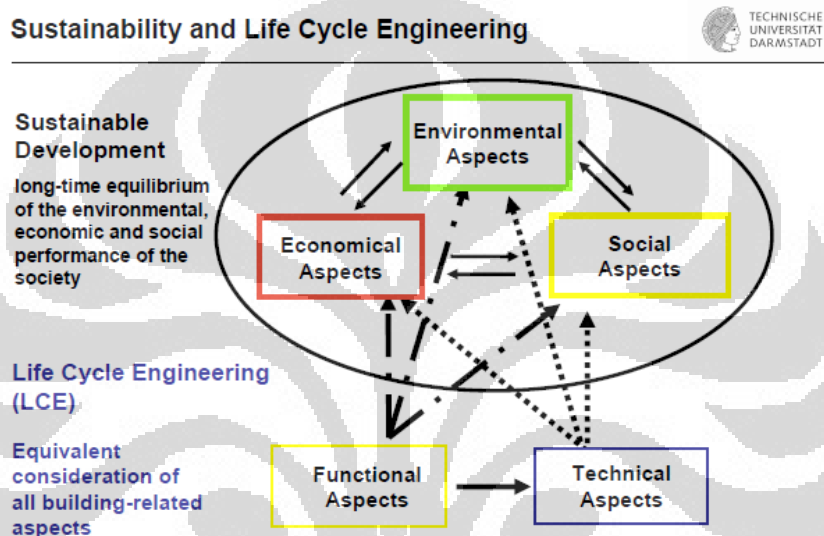 Sustainability and Life Cycle Engineering
TECHNISCHE
UNIVERSITÄT
DARMSTADT
Sustainable
Development
long-time equilibrium
of the environmental,
economic and social
performance of the
society
Environmental
Aspects
Economical
Aspects
Social
Aspects
Life Cycle Engineering
(LCE)
Equivalent
consideration of
all building-related
aspects
Functional
Aspects
Technical
Aspects